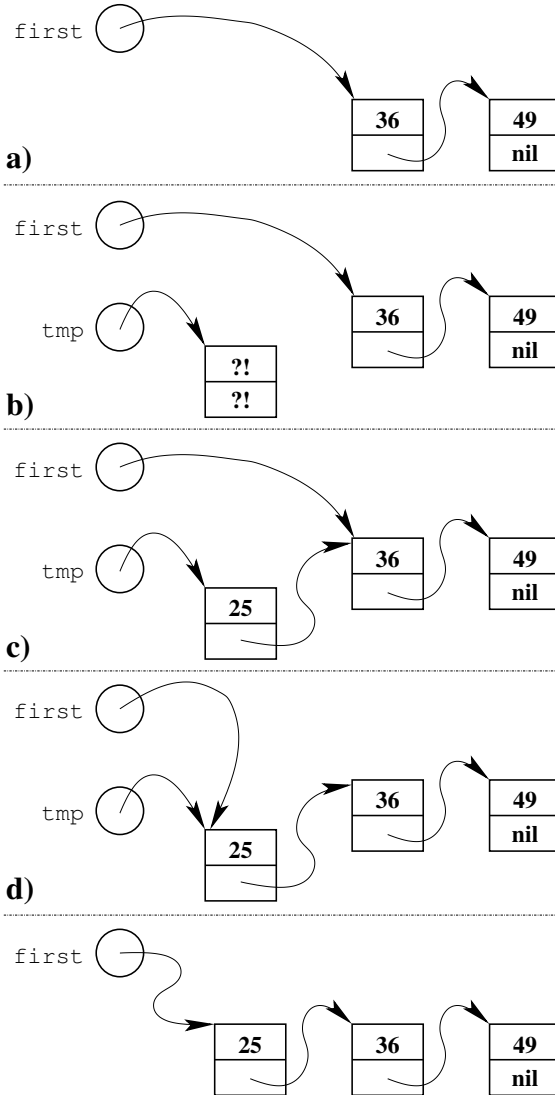 first
36 49
nil
a)
first
tmp
36 49
?! nil
?!
b)
first
tmp
36 49
25 nil
c)
first
tmp
36 49
25 nil
d)
first
25 36 49
nil